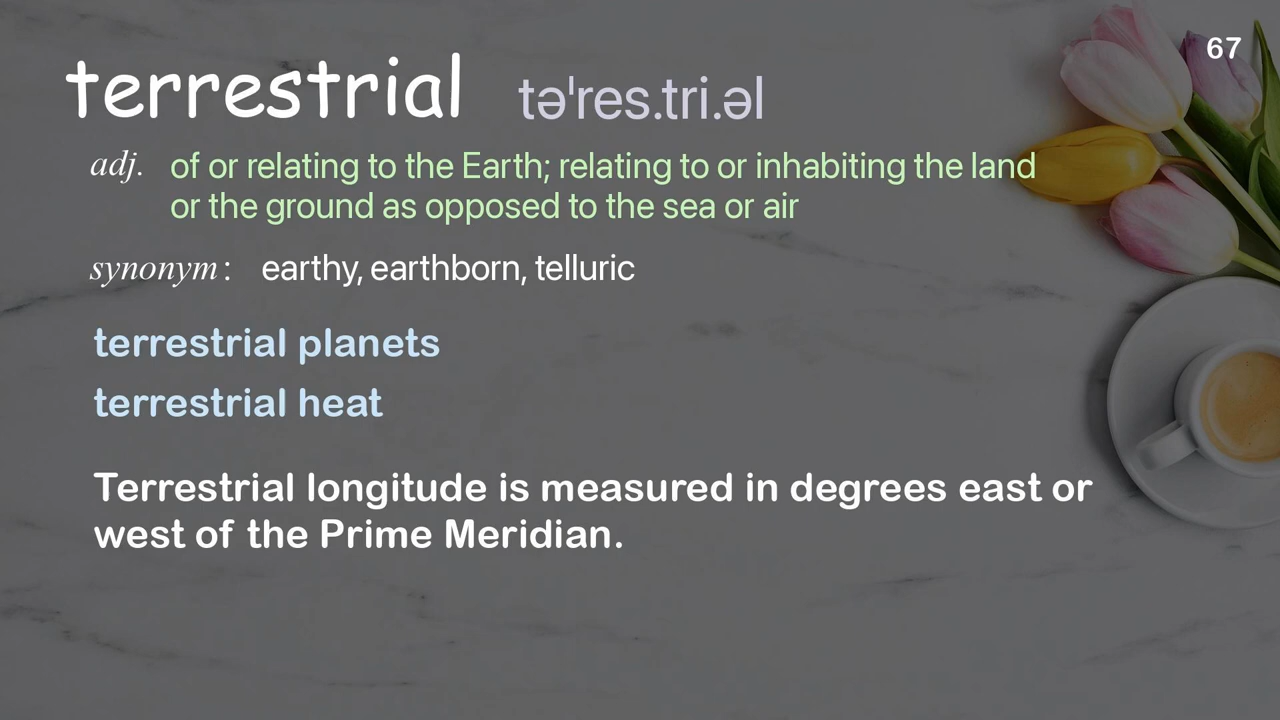 67
terrestrial təˈres.tri.əl
adj. of or relating to the Earth; relating to or inhabiting the land
or the ground as opposed to the sea or air
synonym: earthy, earthborn, telluric
terrestrial planets
terrestrial heat
Terrestrial longitude is measured in degrees east or
west of the Prime Meridian.